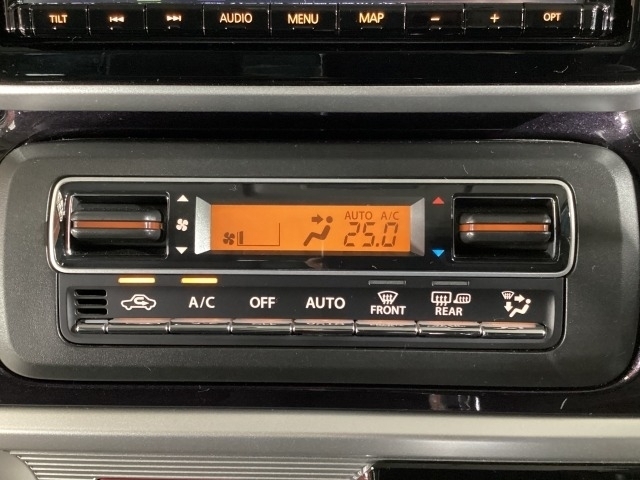 TILT AUDIO MENU MAP - + OPT
AUTO A/C
25.0
A/C OFF AUTO FRONT REAR